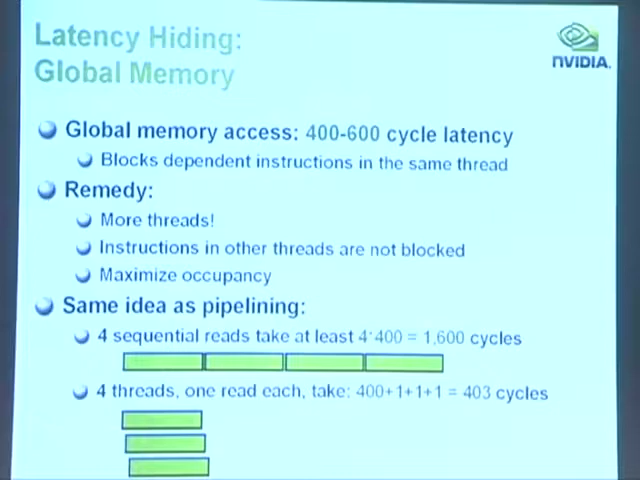 Latency Hiding:
Global Memory
NVIDIA.
Global memory access: 400-600 cycle latency
Blocks dependent instructions in the same thread
Remedy:
More threads!
Instructions in other threads are not blocked
Maximize occupancy
Same idea as pipelining:
4 sequential reads take at least 4*400 = 1,600 cycles
4 threads, one read each, take: 400+1+1+1 = 403 cycles